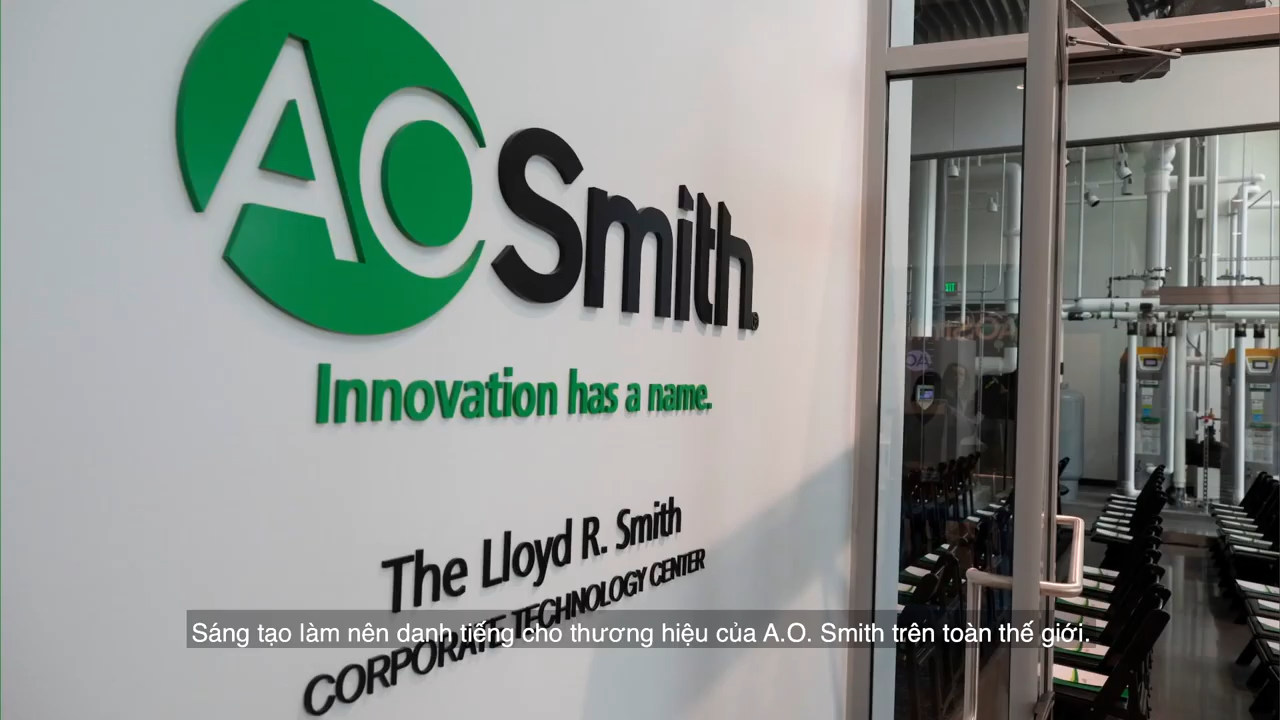 AO Smith®
Innovation has a name.
The Lloyd R. Smith
CORPORATE TECHNOLOGY CENTER
Sáng tạo làm nên danh tiếng cho thương hiệu của A.O. Smith trên toàn thế giới.